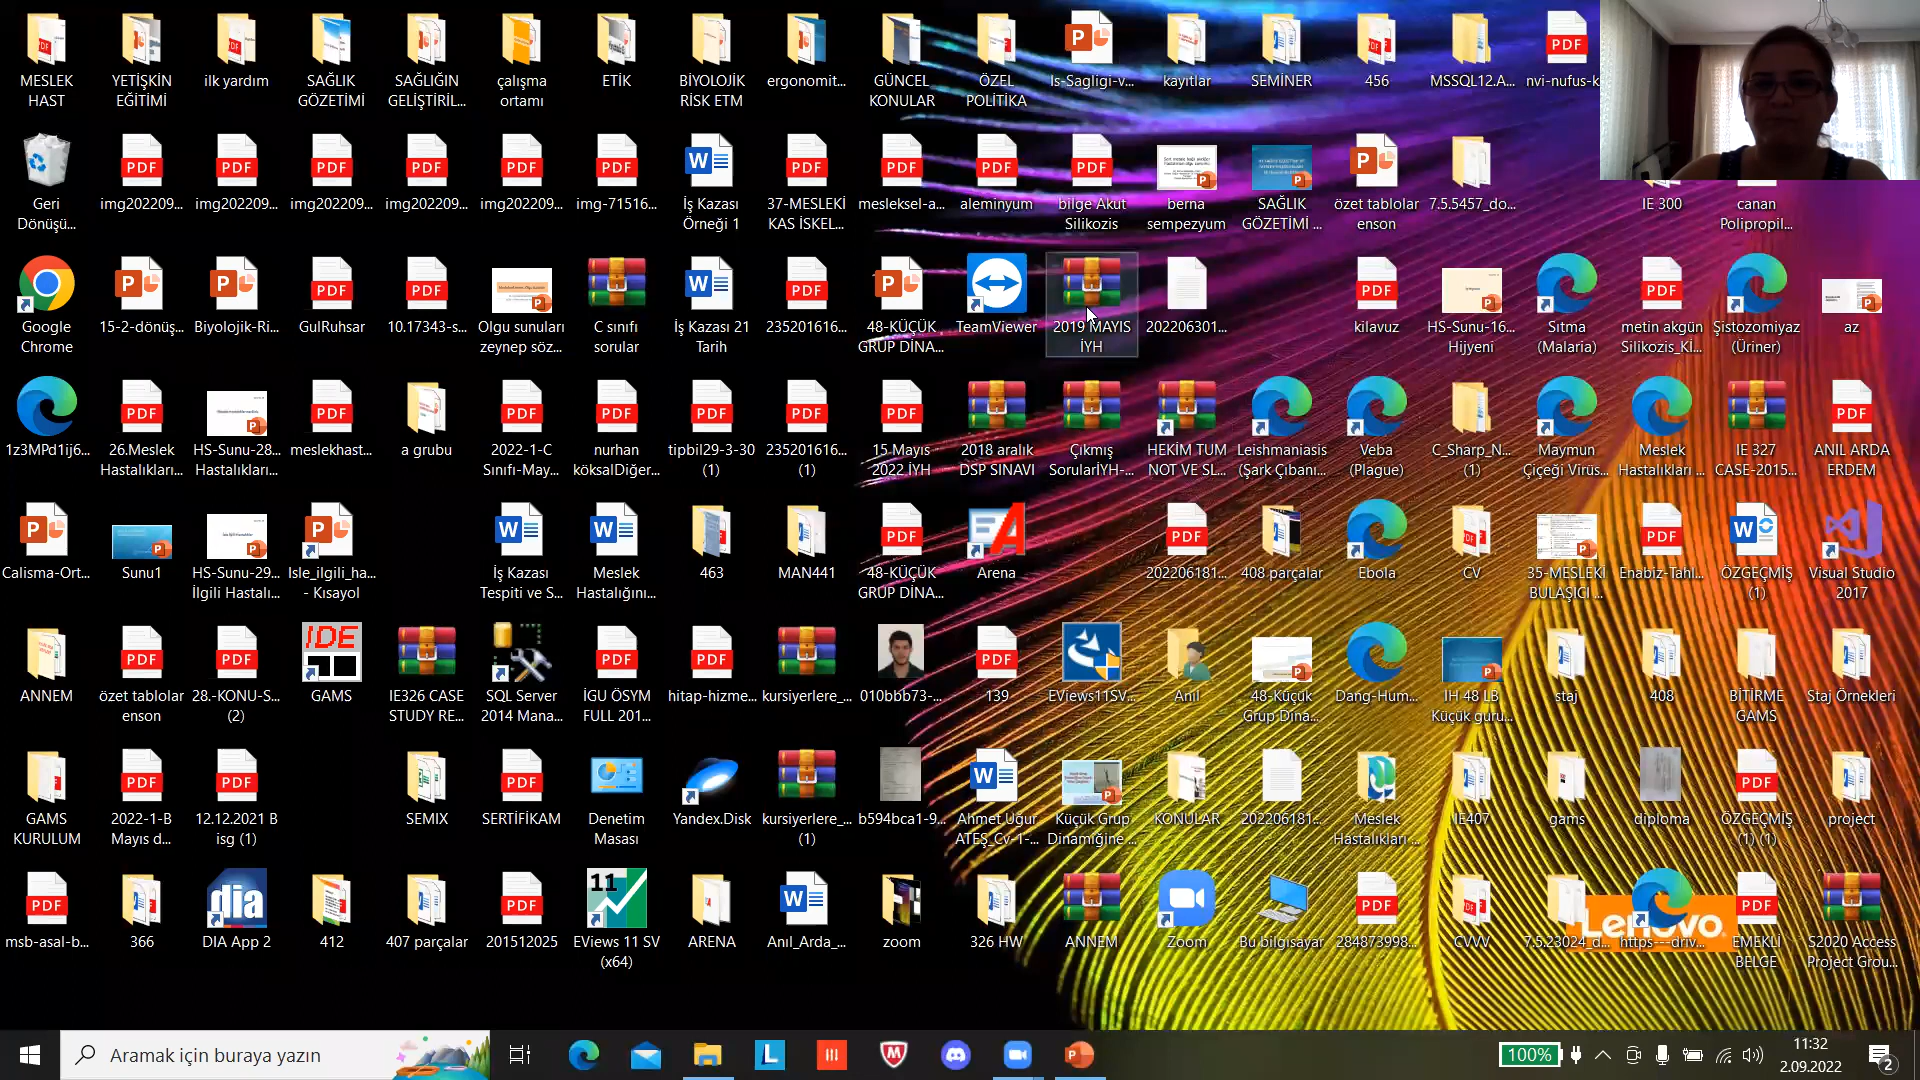 MESLEK HAST
YETİŞKİN EĞİTİMİ
ilk yardım
SAĞLIK GÖZETİMİ
SAĞLIĞIN GELİŞTİRİL...
çalışma ortamı
ETİK
BİYOLOJİK RİSK ETM
ergonomit...
GÜNCEL KONULAR
ÖZEL POLİTİKA
Is-Sagligi-v...
kayıtlar
SEMİNER
456
MSSQL12.A...
nvi-nufus-k
Geri Dönüşü...
img202209...
img202209...
img202209...
img202209...
img202209...
img-71516...
İş Kazası Örneği 1
37-MESLEKİ KAS İSKEL...
mesleksel-a...
aleminyum
bilge Akut Silikozis
berna sempezyum
SAĞLIK GÖZETİMİ ...
özet tablolar enson
7.5.5457_do...
IE 300
canan Polipropil...
Google Chrome
15-2-dönüş...
Biyolojik-Ri...
GulRuhsar
10.17343-s...
Olgu sunuları zeynep söz...
C sınıfı sorular
İş Kazası 21 Tarih
235201616...
48-KÜÇÜK GRUP DİNA...
TeamViewer
2019 MAYIS İYH
202206301...
kilavuz
HS-Sunu-16... Hijyeni
Sıtma (Malaria)
metin akgün Silikozis_Kİ...
Şistozomiyaz (Üriner)
az
1z3MPd1ij6...
26.Meslek Hastalıkları...
HS-Sunu-28... Hastalıkları...
meslekhast...
a grubu
2022-1-C Sınıfı-May...
nurhan köksalDiğer...
tipbil29-3-30 (1)
235201616... (1)
15 Mayıs 2022 İYH
2018 aralık DSP SINAVI
Çıkmış SorularİYH-...
HEKİM TUM NOT VE SL...
Leishmaniasis (Şark Çıbanı...
Veba (Plague)
C_Sharp_N... (1)
Maymun Çiçeği Virüs...
Meslek Hastalıkları ...
IE 327 CASE-2015...
ANIL ARDA ERDEM
Calisma-Ort...
Sunu1
HS-Sunu-29... İlgili Hastalı...
Isle_ilgili_ha... - Kısayol
İş Kazası Tespiti ve S...
Meslek Hastalığını...
463
MAN441
48-KÜÇÜK GRUP DİNA...
Arena
202206181...
408 parçalar
Ebola
CV
35-MESLEKİ BULAŞICI ...
Enabiz-Tahl...
ÖZGEÇMİŞ (1)
Visual Studio 2017
ANNEM
özet tablolar enson
28.-KONU-S... (2)
GAMS
IE326 CASE STUDY RE...
SQL Server 2014 Mana...
İGU ÖSYM FULL 201...
hitap-hizme...
kursiyerlere_...
010bbb73-...
139
EViews11SV...
Anıl
48-Küçük Grup Dina...
Dang-Hum...
IH 48 LB Küçük guru...
staj
408
BİTİRME GAMS
Staj Örnekleri
GAMS KURULUM
2022-1-B Mayıs d...
12.12.2021 B isg (1)
SEMIX
SERTİFİKAM
Denetim Masası
Yandex.Disk
kursiyerlere_... (1)
b594bca1-9...
Ahmet Uğur ATEŞ_Cv-1-...
Küçük Grup Dinamiğine ...
KONULAR
202206181...
Meslek Hastalıkları ...
IE407
gams
diploma
ÖZGEÇMİŞ (1) (1)
project
msb-asal-b...
366
DIA App 2
412
407 parçalar
201512025
EViews 11 SV (x64)
ARENA
Anıl_Arda_...
zoom
326 HW
ANNEM
Zoom
Bu bilgisayar
284873998...
CVVV
7.5.23024_d...
https---driv...
EMEKLİ BELGE
S2020 Access Project Grou...
Lenovo
Aramak için buraya yazın
100%
11:32
2.09.2022
2